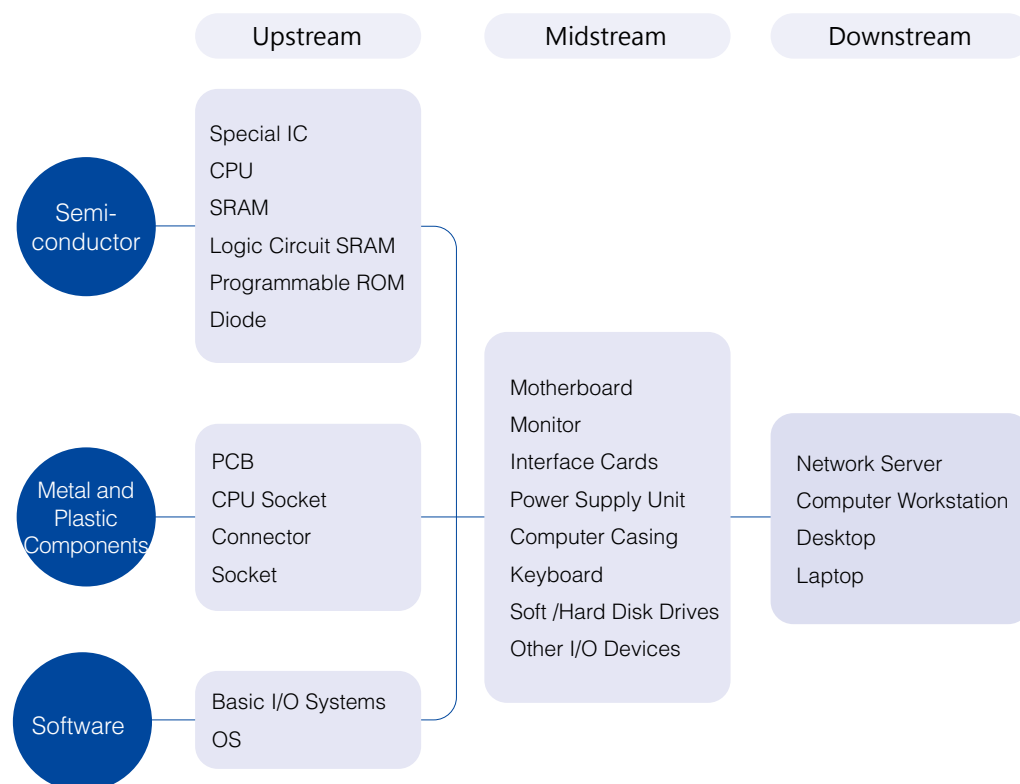 Upstream
Midstream
Downstream
Semi-
conductor
Special IC
CPU
SRAM
Logic Circuit SRAM
Programmable ROM
Diode
Metal and
Plastic
Components
PCB
CPU Socket
Connector
Socket
Software
Basic I/O Systems
OS
Motherboard
Monitor
Interface Cards
Power Supply Unit
Computer Casing
Keyboard
Soft /Hard Disk Drives
Other I/O Devices
Network Server
Computer Workstation
Desktop
Laptop